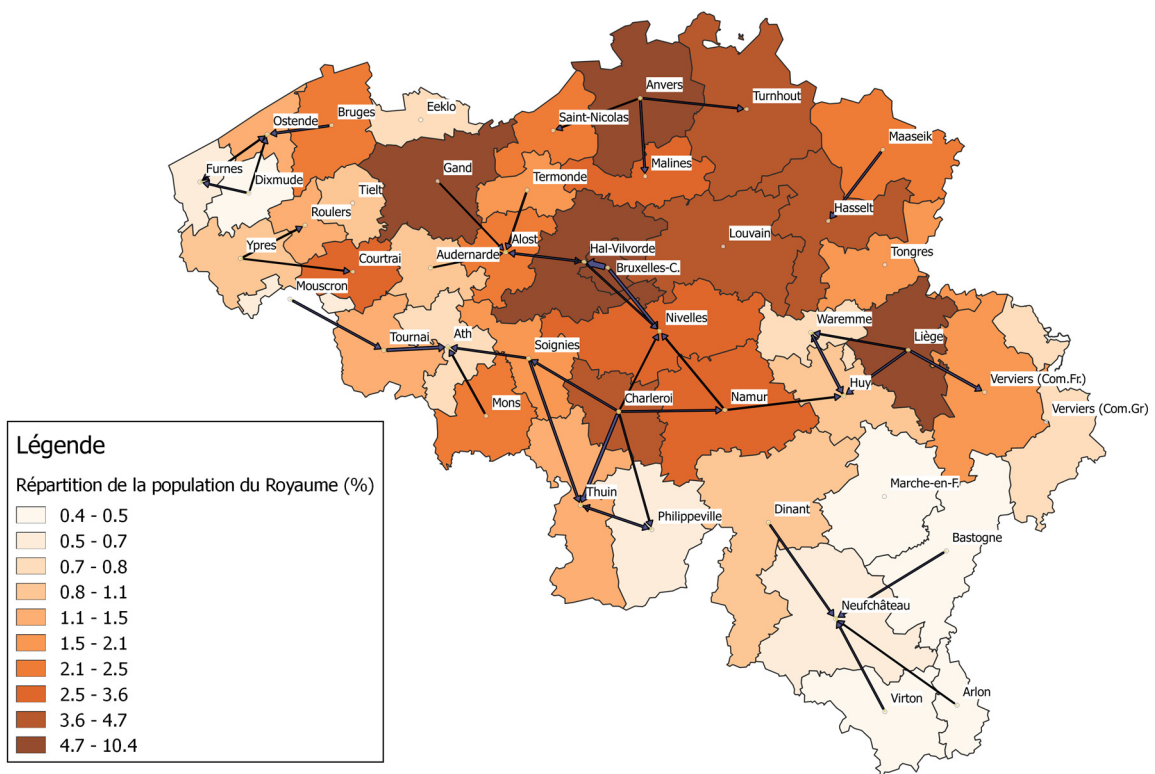 Anvers
Turnhout
Eeklo
Bruges
Saint-Nicolas
Ostende
Maaseik
Malines
Furnes
Gand
Termonde
Dixmude
Tielt
Hasselt
Roulers
Alost
Ypres
Hal-Vilvorde
Louvain
Tongres
Courtrai
Audernarde
Bruxelles-C.
Mouscron
Nivelles
Waremme
Tournai
Ath
Soignies
Liège
Huy
Verviers (Com.Fr.)
Mons
Charleroi
Namur
Verviers (Com.Gr)
Légende
Répartition de la population du Royaume (%)
0.4 - 0.5
0.5 - 0.7
0.7 - 0.8
0.8 - 1.1
1.1 - 1.5
1.5 - 2.1
2.1 - 2.5
2.5 - 3.6
3.6 - 4.7
4.7 - 10.4
Marche-en-F.
Thuin
Philippeville
Dinant
Bastogne
Neufchâteau
Virton
Arlon